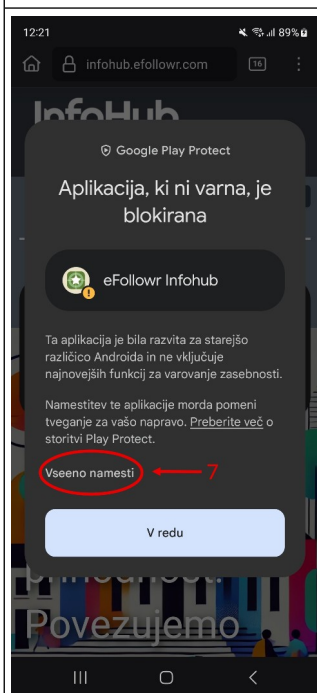 12:21
89%
infohub.efollowr.com
16
InfoHub
Google Play Protect
Aplikacija, ki ni varna, je
blokirana
eFollowr Infohub
Ta aplikacija je bila razvita za starejšo
različico Androida in ne vključuje
najnovejših funkcij za varovanje zasebnosti.
Namestitev te aplikacije morda pomeni
tveganje za vašo napravo. Preberite več o
storitvi Play Protect.
Vseeno namesti
7
V redu
prihodnost.
Povezujemo